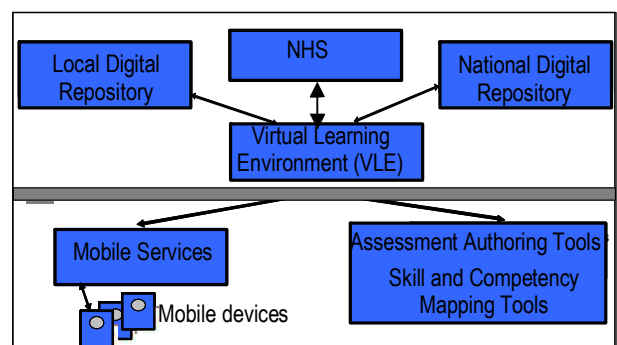 Local Digital
Repository
NHS
National Digital
Repository
Virtual Learning
Environment (VLE)
Mobile Services
Assessment Authoring Tools
Skill and Competency
Mapping Tools
Mobile devices